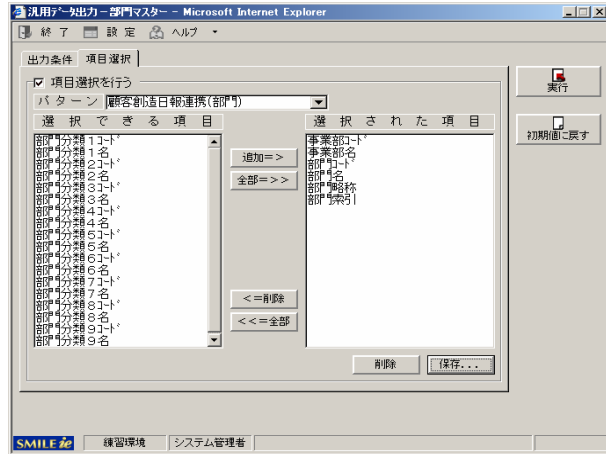 汎用ﾃﾞｰﾀ出力－部門マスター － Microsoft Internet Explorer
終 了 設 定 ヘルプ
出力条件 項目選択
項目選択を行う
パ タ ー ン 顧客創造日報連携(部門)
選 択 で き る 項 目
部門分類１ｺｰﾄﾞ
部門分類１名
部門分類２ｺｰﾄﾞ
部門分類２名
部門分類３ｺｰﾄﾞ
部門分類３名
部門分類４ｺｰﾄﾞ
部門分類４名
部門分類５ｺｰﾄﾞ
部門分類５名
部門分類６ｺｰﾄﾞ
部門分類６名
部門分類７ｺｰﾄﾞ
部門分類７名
部門分類８ｺｰﾄﾞ
部門分類８名
部門分類９ｺｰﾄﾞ
部門分類９名
追加＝＞
全部＝＞＞
＜＝削除
＜＜＝全部
選 択 さ れ た 項 目
事業部ｺｰﾄﾞ
事業部名
部門ｺｰﾄﾞ
部門名
部門略称
部門索引
削除
保存...
実行
初期値に戻す
SMILE ie 練習環境 システム管理者